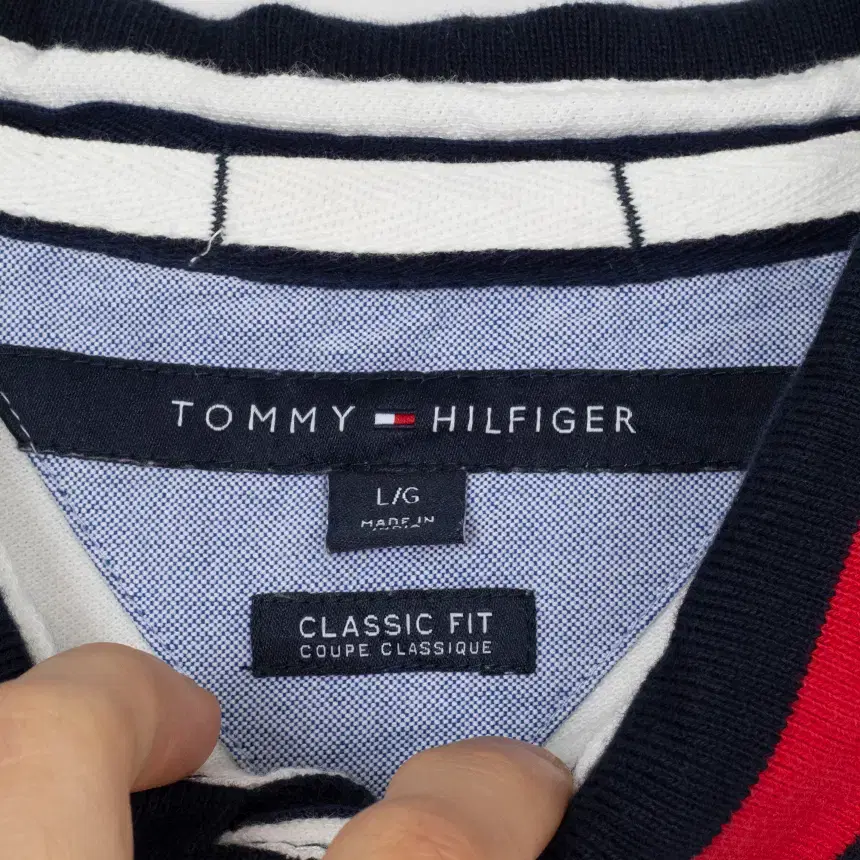 TOMMY HILFIGER
L/G
MADE IN
CLASSIC FIT
COUPE CLASSIQUE